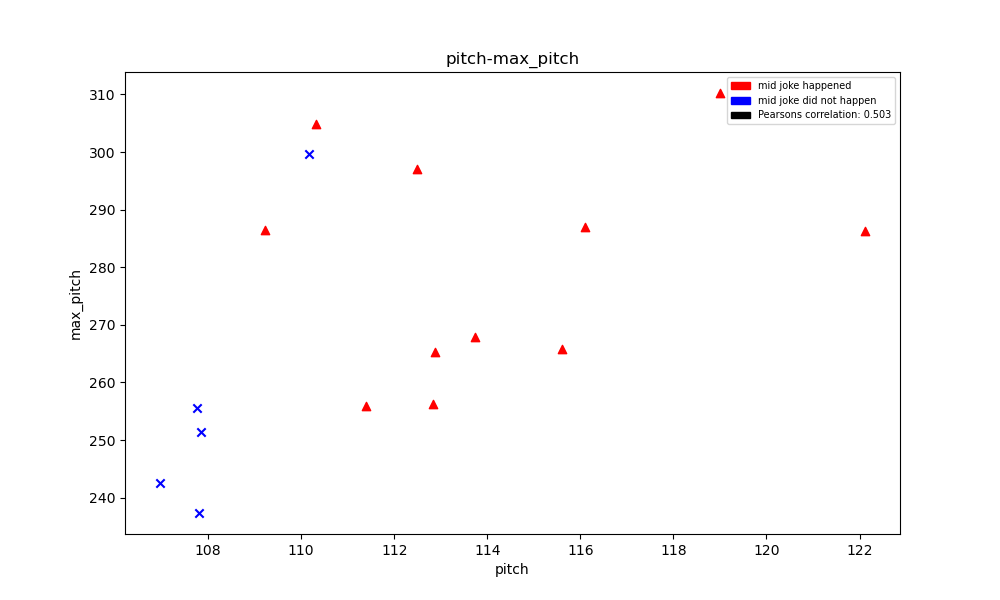 pitch-max_pitch
mid joke happened
mid joke did not happen
Pearsons correlation: 0.503
max_pitch
310
300
290
280
270
260
250
240
108 110 112 114 116 118 120 122
pitch